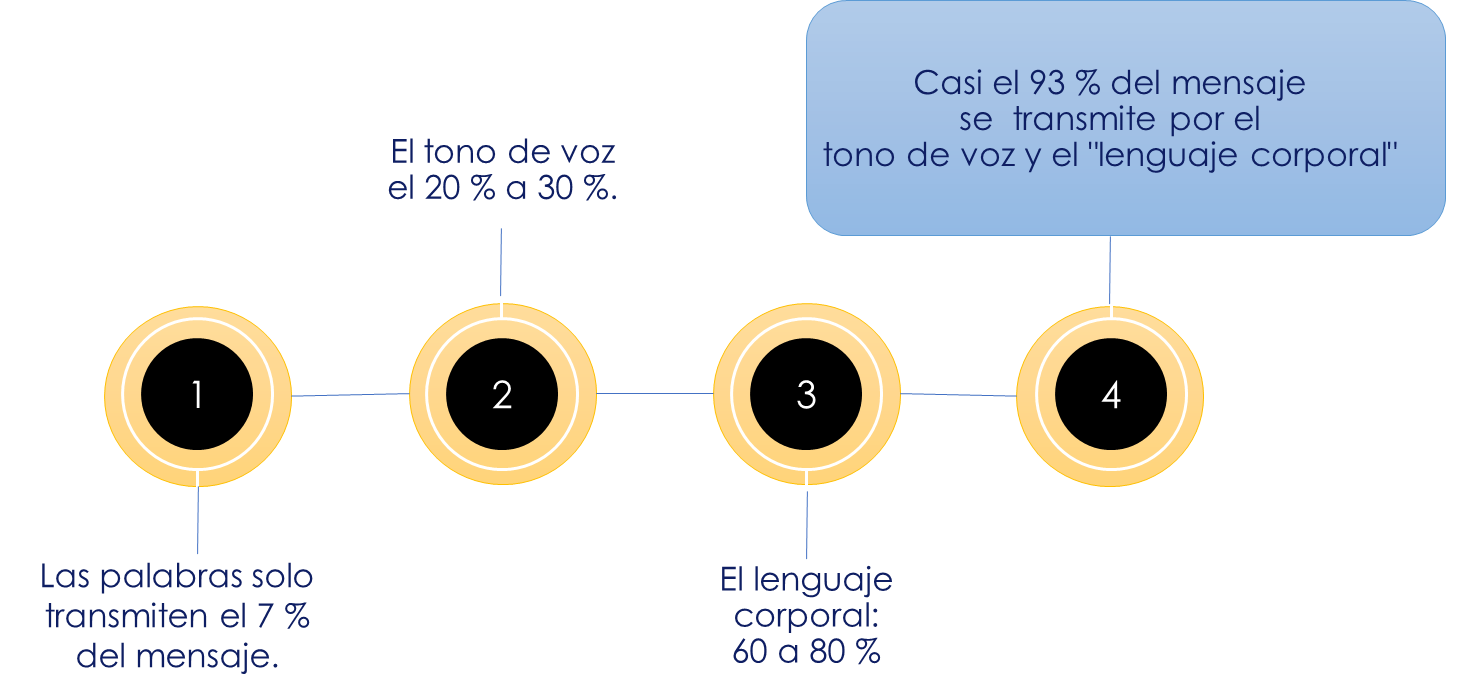 Casi el 93 % del mensaje
se  transmite por el
tono de voz y el "lenguaje corporal"
El tono de voz
el 20 % a 30 %.
1
2
3
4
Las palabras solo
transmiten el 7 %
del mensaje.
El lenguaje
corporal:
60 a 80 %